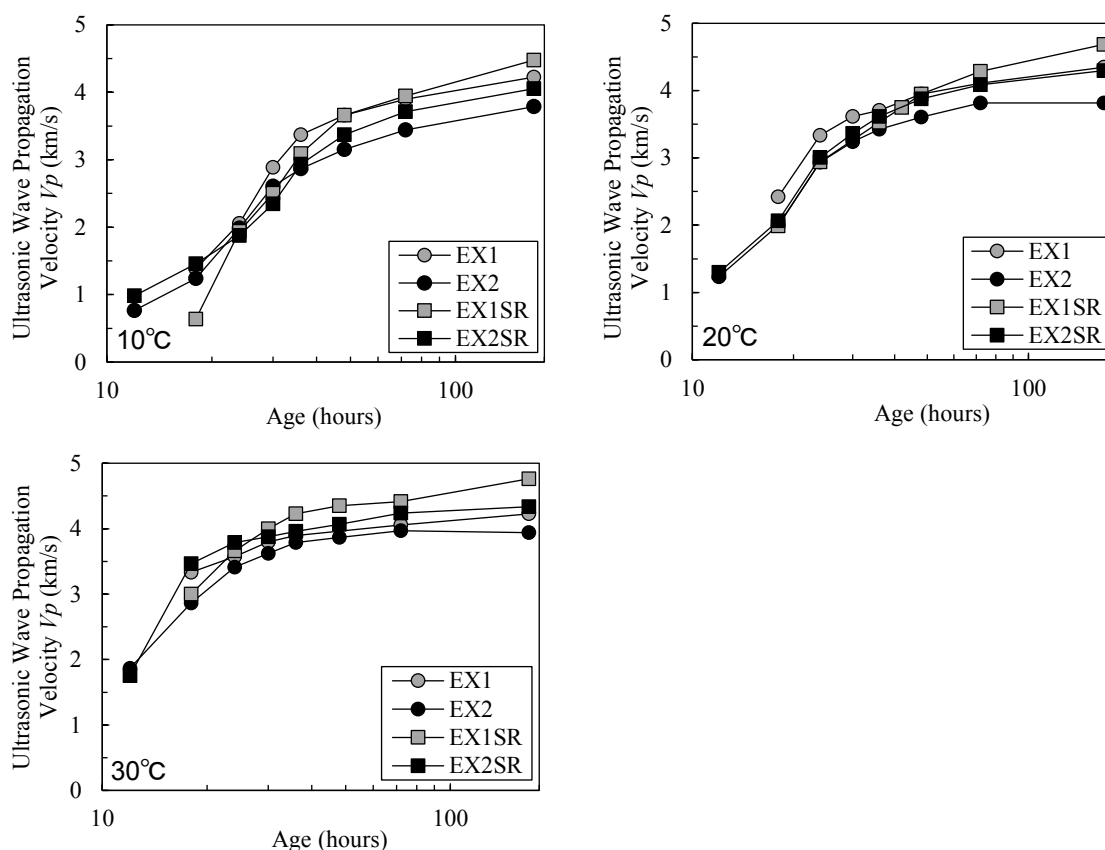 Ultrasonic Wave Propagation
Velocity Vp (km/s)
5
4
3
2
1
0
10
100
Age (hours)
10℃
EX1
EX2
EX1SR
EX2SR
Ultrasonic Wave Propagation
Velocity Vp (km/s)
5
4
3
2
1
0
10
100
Age (hours)
20℃
EX1
EX2
EX1SR
EX2SR
Ultrasonic Wave Propagation
Velocity Vp (km/s)
5
4
3
2
1
0
10
100
Age (hours)
30℃
EX1
EX2
EX1SR
EX2SR